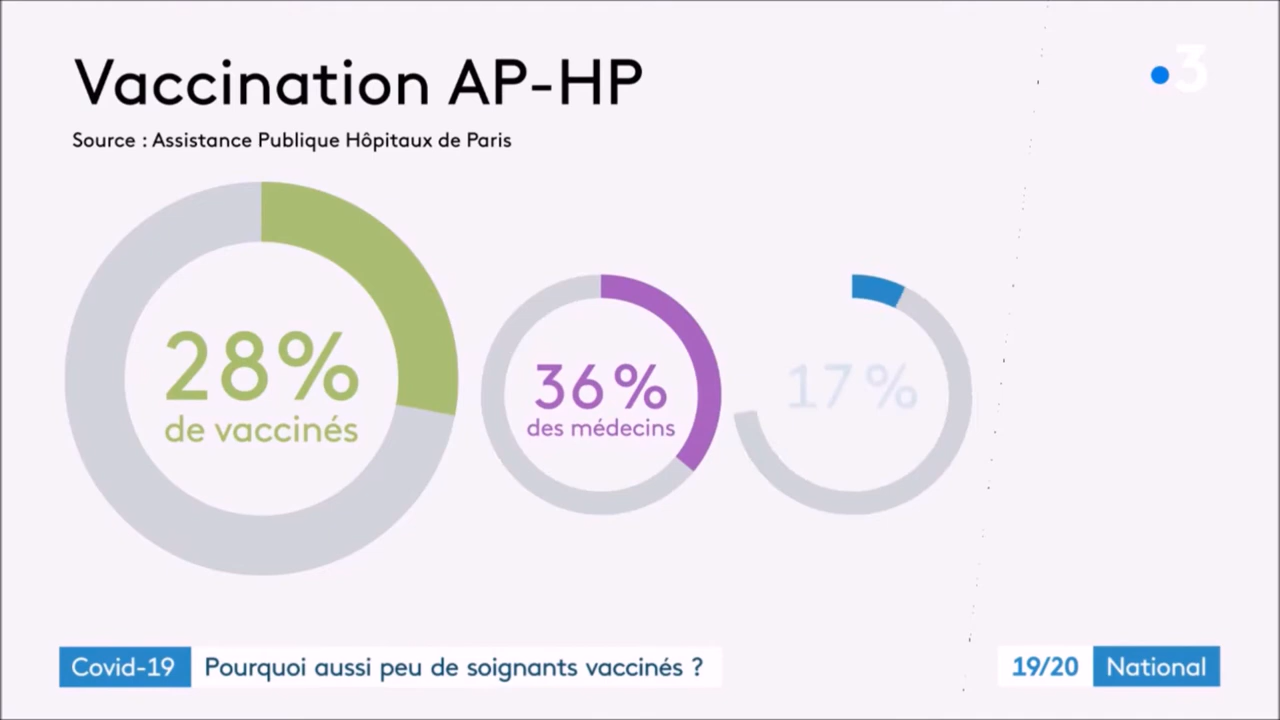 Vaccination AP-HP
3
Source : Assistance Publique Hôpitaux de Paris
28%
de vaccinés
36%
des médecins
17%
Covid-19
Pourquoi aussi peu de soignants vaccinés ?
19/20
National